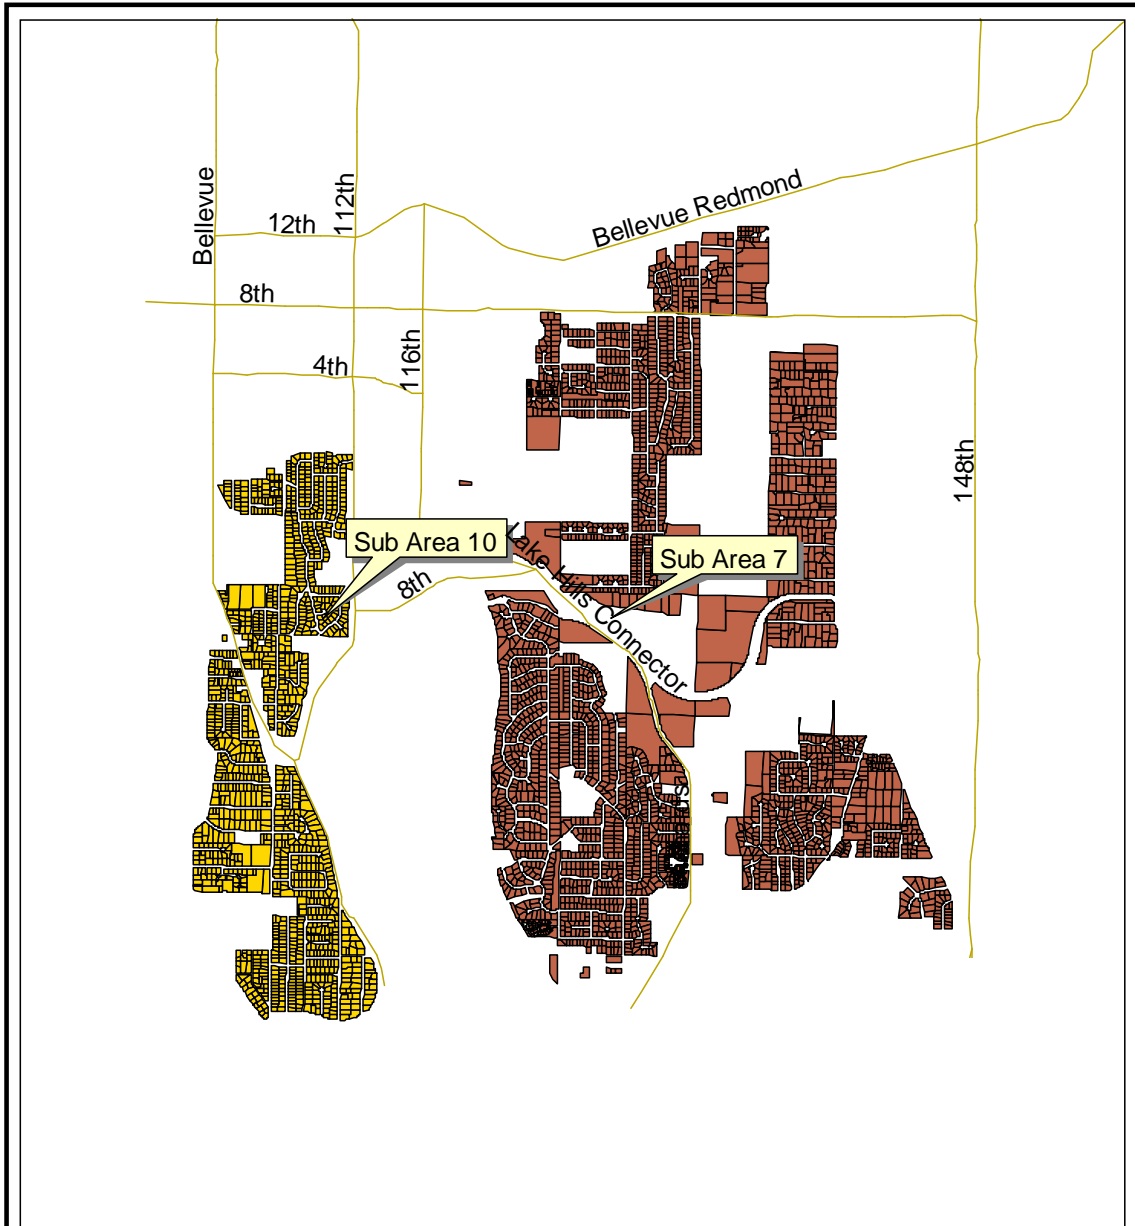 Bellevue
112th
12th
Bellevue Redmond
8th
116th
4th
148th
Sub Area 10
Lake Hills Connector
Sub Area 7
8th